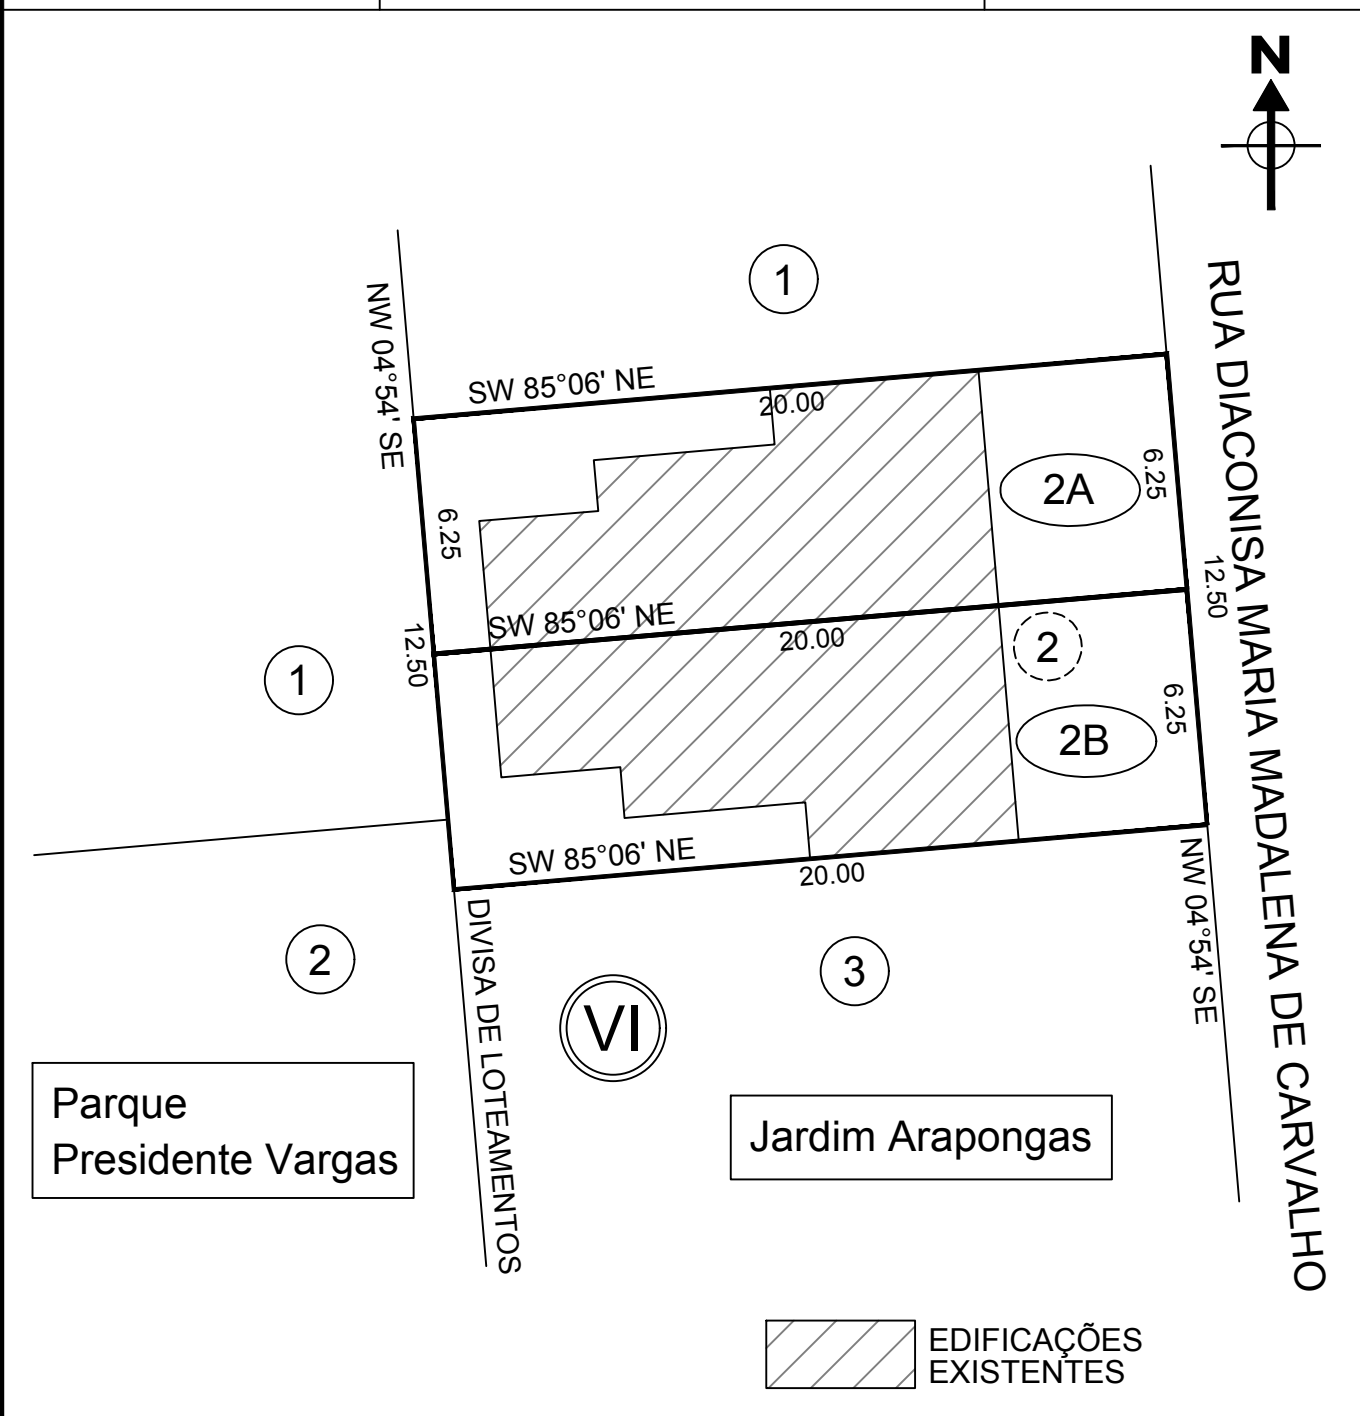 N
1
NW 04°54' SE
RUA DIACONISA MARIA MADALENA DE CARVALHO
SW 85°06' NE
20.00
2A
6.25
6.25
12.50
SW 85°06' NE
20.00
12.50
2
1
6.25
2B
SW 85°06' NE
20.00
NW 04°54' SE
2
DIVISA DE LOTEAMENTOS
3
VI
Parque
Presidente Vargas
Jardim Arapongas
EDIFICAÇÕES
EXISTENTES